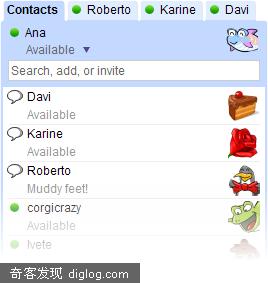 Contacts Roberto Karine Davi
Ana
Available
Search, add, or invite
Davi
Available
Karine
Available
Roberto
Muddy feet!
corgicrazy
Available
Ivete
奇客发现 diglog.com